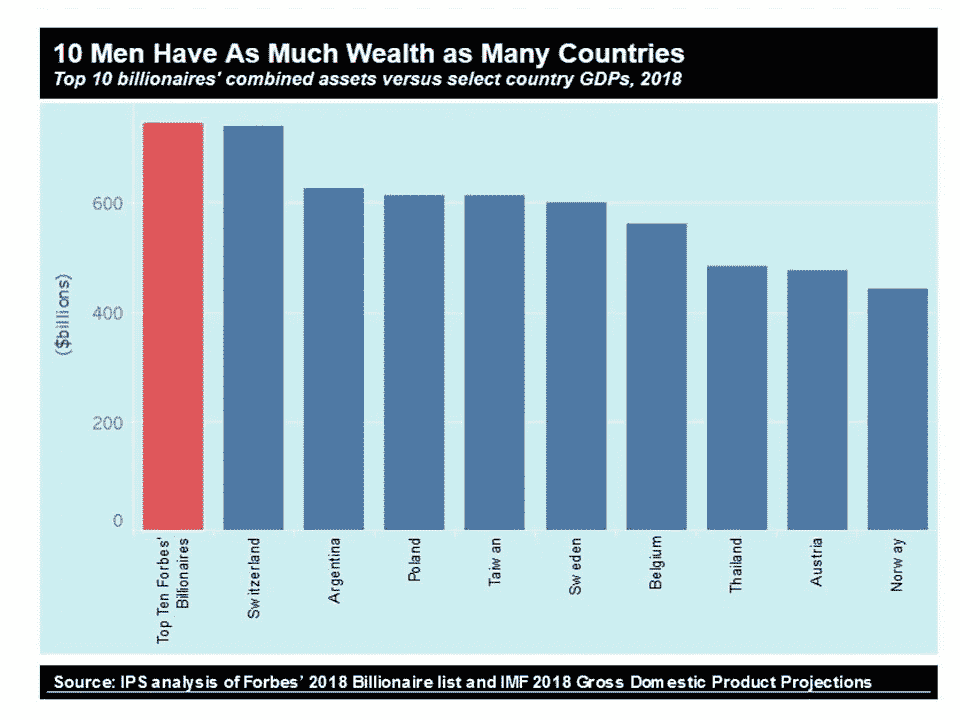 10 Men Have As Much Wealth as Many Countries
Top 10 billionaires' combined assets versus select country GDPs, 2018
600
400
200
0
($billions)
Top Ten Forbes'
Billionaires
Switzerland
Argentina
Poland
Taiwan
Sweden
Belgium
Thailand
Austria
Norway
Source: IPS analysis of Forbes’ 2018 Billionaire list and IMF 2018 Gross Domestic Product Projections